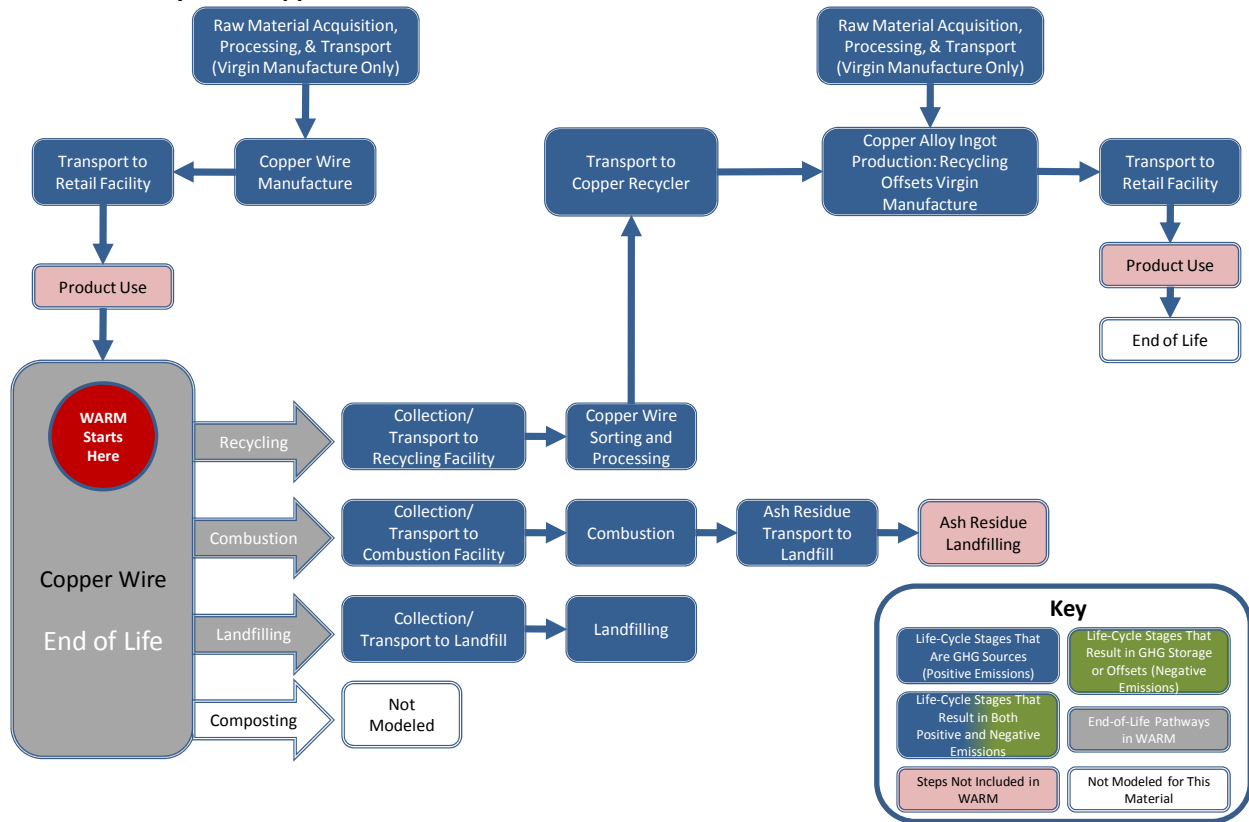 Raw Material Acquisition,
Processing, & Transport
(Virgin Manufacture Only)
Raw Material Acquisition,
Processing, & Transport
(Virgin Manufacture Only)
Transport to
Retail Facility
Copper Wire
Manufacture
Transport to
Copper Recycler
Copper Alloy Ingot
Production: Recycling
Offsets Virgin
Manufacture
Transport to
Retail Facility
Product Use
Product Use
End of Life
WARM
Starts
Here
Copper Wire
End of Life
Recycling
Collection/
Transport to
Recycling Facility
Copper Wire
Sorting and
Processing
Combustion
Collection/
Transport to
Combustion Facility
Combustion
Ash Residue
Transport to
Landfill
Ash Residue
Landfilling
Landfilling
Collection/
Transport to Landfill
Landfilling
Composting
Not
Modeled
Key
Life-Cycle Stages That
Are GHG Sources
(Positive Emissions)
Life-Cycle Stages That
Result in GHG Storage
or Offsets (Negative
Emissions)
Life-Cycle Stages That
Result in Both
Positive and Negative
Emissions
End-of-Life Pathways
in WARM
Steps Not Included in
WARM
Not Modeled for This
Material